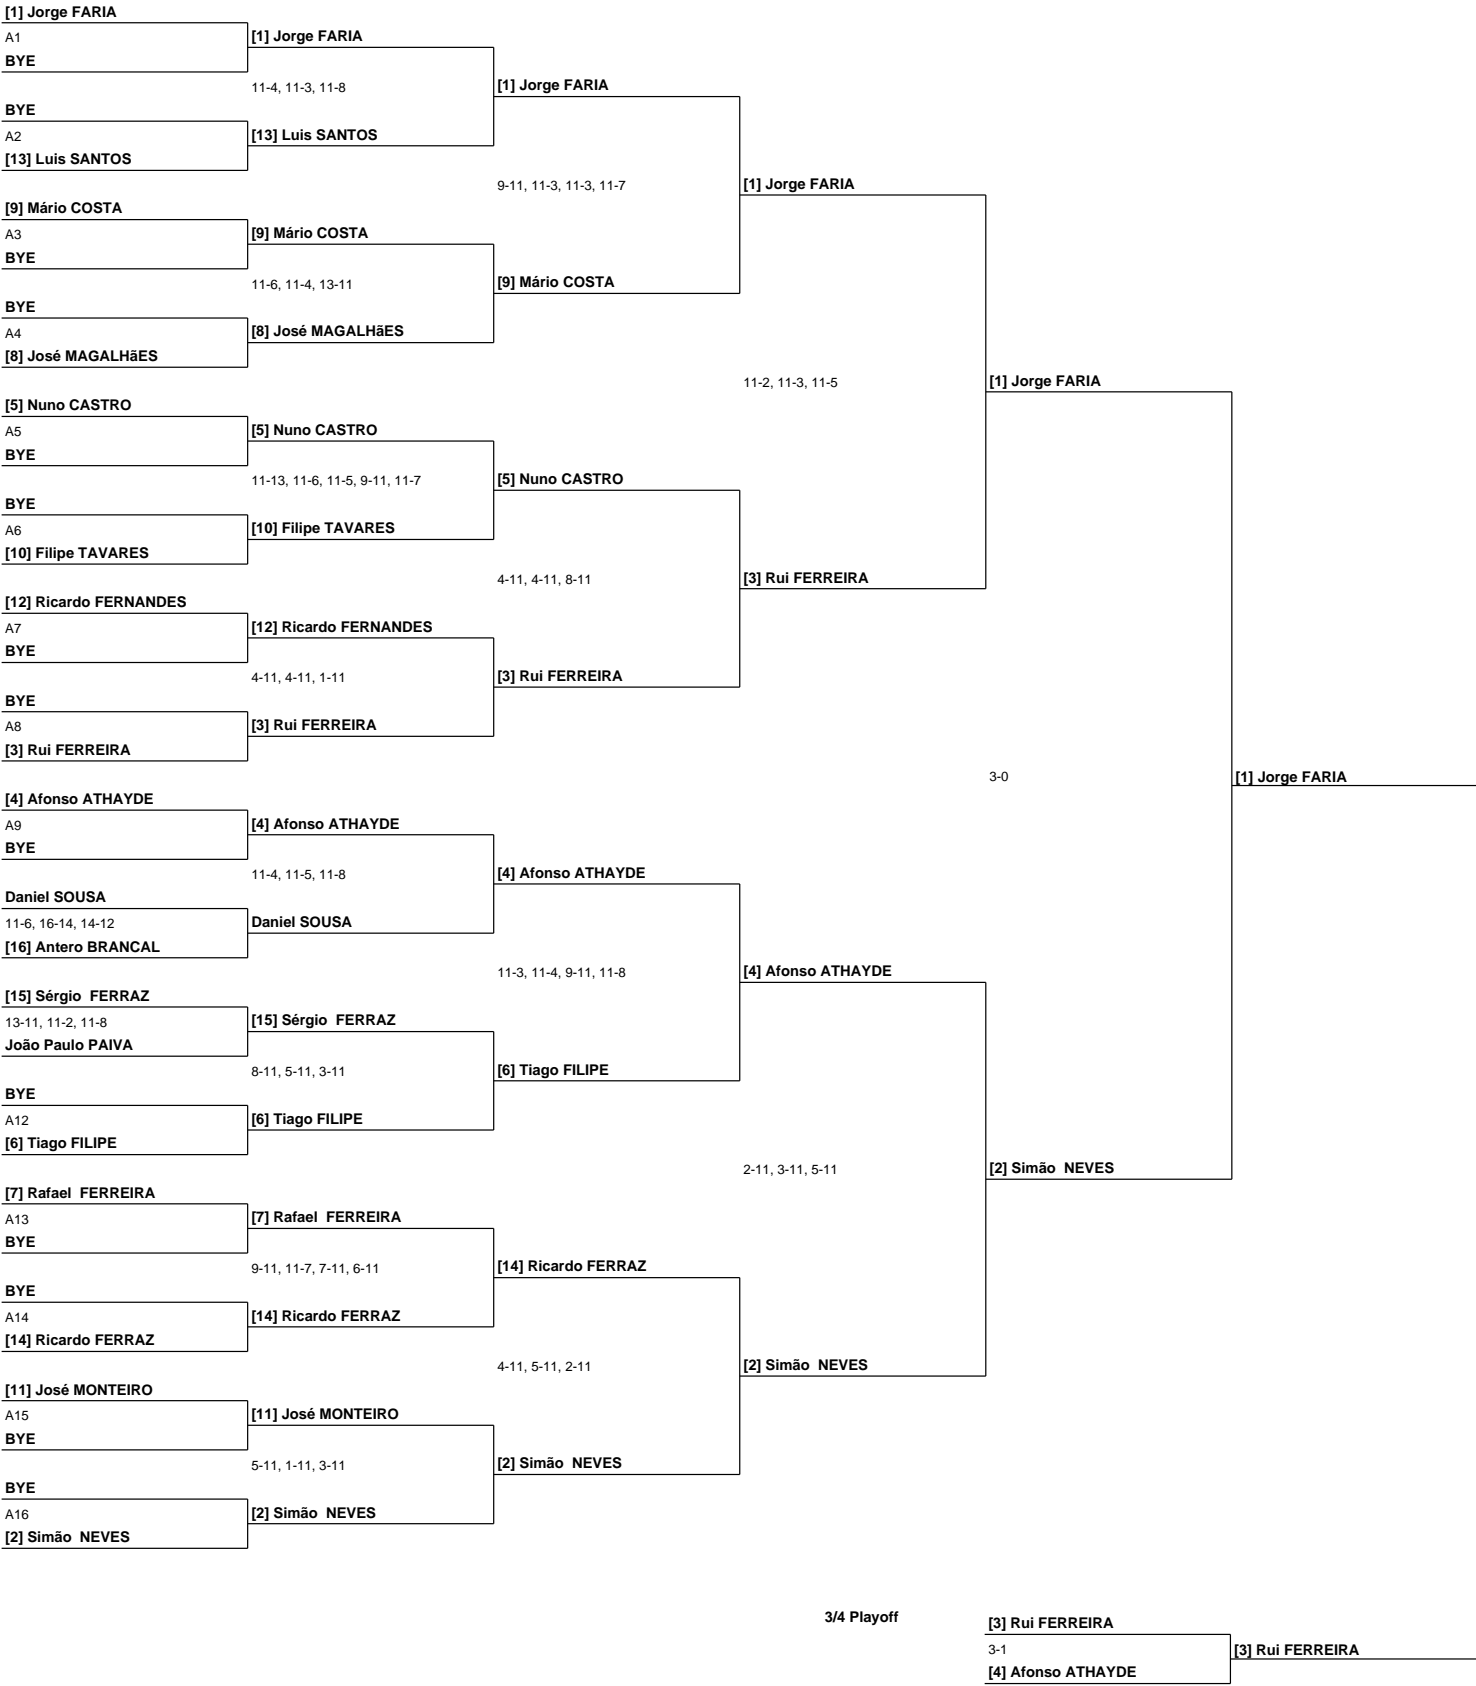 [1] Jorge FARIA
A1
BYE
BYE
A2
[13] Luis SANTOS
[9] Mário COSTA
A3
BYE
BYE
A4
[8] José MAGALHãES
[5] Nuno CASTRO
A5
BYE
BYE
A6
[10] Filipe TAVARES
[12] Ricardo FERNANDES
A7
BYE
BYE
A8
[3] Rui FERREIRA
[4] Afonso ATHAYDE
A9
BYE
Daniel SOUSA
11-6, 16-14, 14-12
[16] Antero BRANCAL
[15] Sérgio  FERRAZ
13-11, 11-2, 11-8
João Paulo PAIVA
BYE
A12
[6] Tiago FILIPE
[7] Rafael  FERREIRA
A13
BYE
BYE
A14
[14] Ricardo FERRAZ
[11] José MONTEIRO
A15
BYE
BYE
A16
[2] Simão  NEVES
[1] Jorge FARIA
11-4, 11-3, 11-8
[13] Luis SANTOS
[9] Mário COSTA
11-6, 11-4, 13-11
[8] José MAGALHãES
[5] Nuno CASTRO
11-13, 11-6, 11-5, 9-11, 11-7
[10] Filipe TAVARES
[12] Ricardo FERNANDES
4-11, 4-11, 1-11
[3] Rui FERREIRA
[4] Afonso ATHAYDE
11-4, 11-5, 11-8
Daniel SOUSA
[15] Sérgio  FERRAZ
8-11, 5-11, 3-11
[6] Tiago FILIPE
[7] Rafael  FERREIRA
9-11, 11-7, 7-11, 6-11
[14] Ricardo FERRAZ
[11] José MONTEIRO
5-11, 1-11, 3-11
[2] Simão  NEVES
[1] Jorge FARIA
9-11, 11-3, 11-3, 11-7
[9] Mário COSTA
[5] Nuno CASTRO
4-11, 4-11, 8-11
[3] Rui FERREIRA
[4] Afonso ATHAYDE
11-3, 11-4, 9-11, 11-8
[6] Tiago FILIPE
[14] Ricardo FERRAZ
4-11, 5-11, 2-11
[2] Simão  NEVES
[1] Jorge FARIA
11-2, 11-3, 11-5
[3] Rui FERREIRA
[4] Afonso ATHAYDE
2-11, 3-11, 5-11
[2] Simão  NEVES
[1] Jorge FARIA
3-0
[2] Simão  NEVES
[1] Jorge FARIA
3/4 Playoff
[3] Rui FERREIRA
3-1
[4] Afonso ATHAYDE
[3] Rui FERREIRA